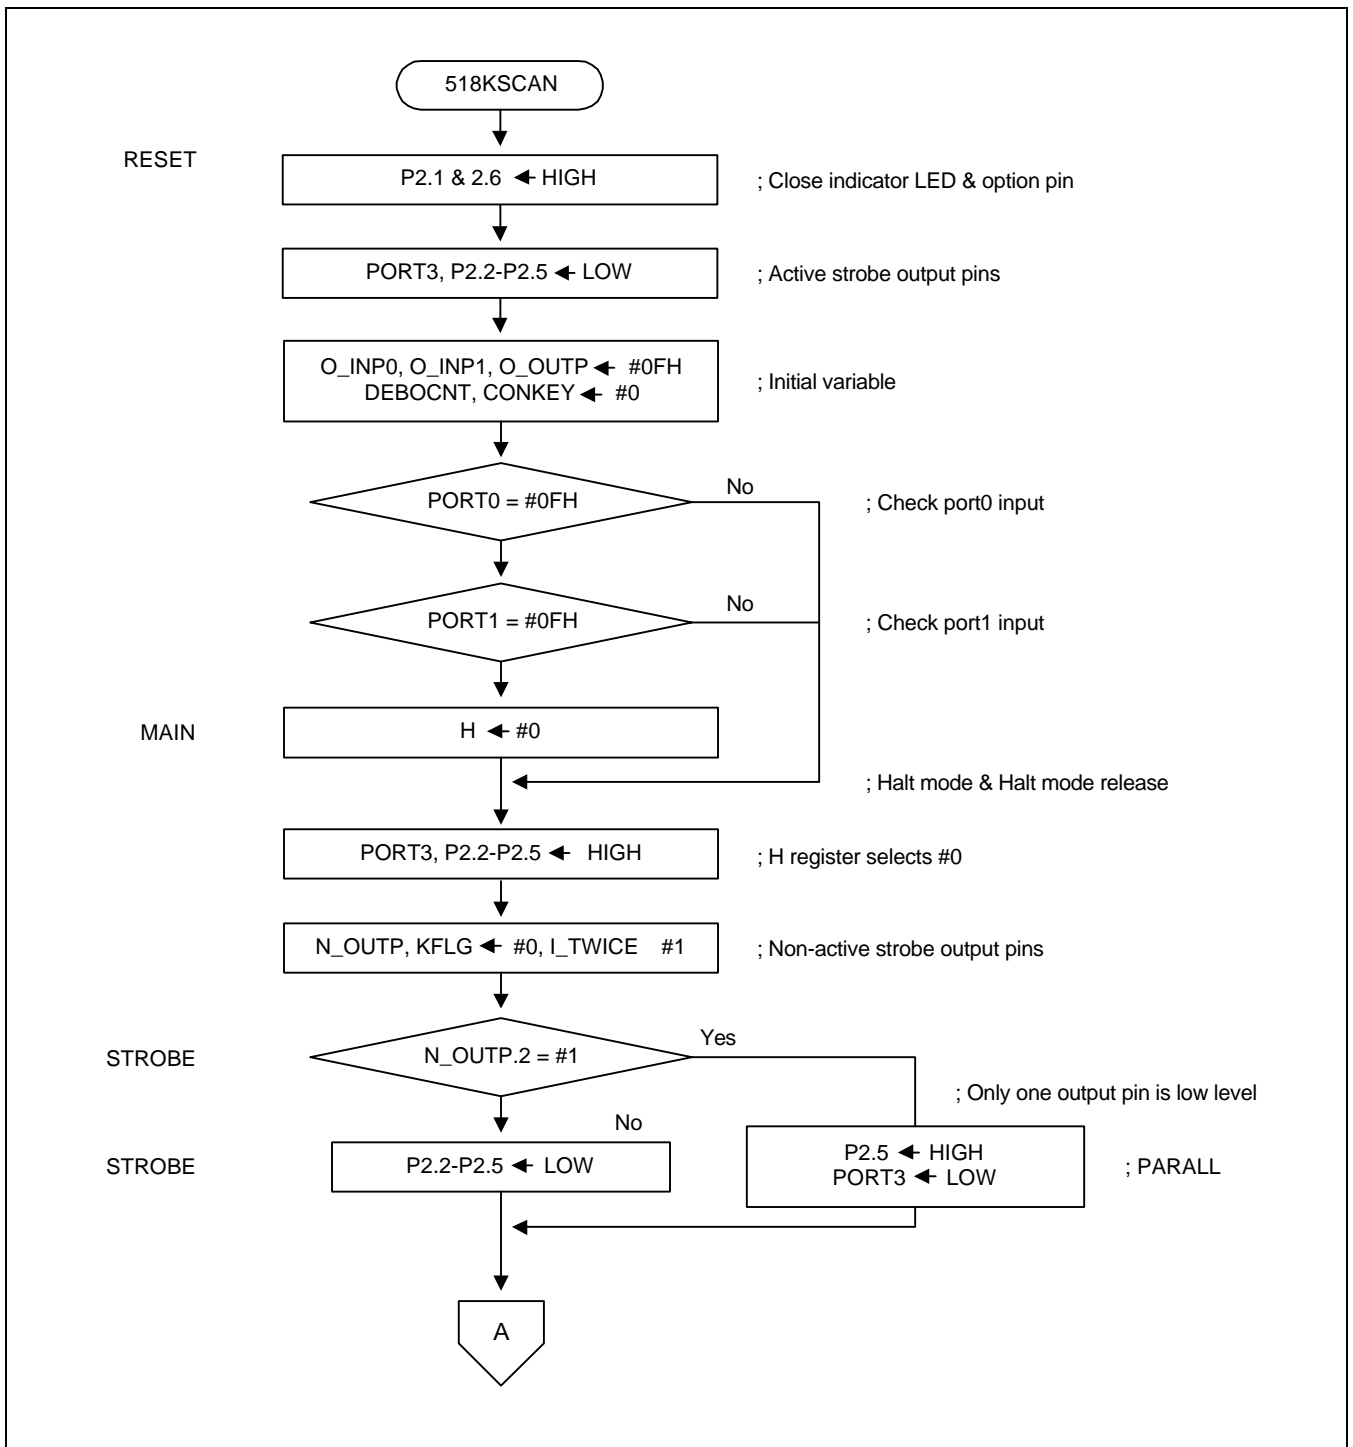 518KSCAN
RESET
P2.1 & 2.6 ← HIGH
; Close indicator LED & option pin
PORT3, P2.2-P2.5 ← LOW
; Active strobe output pins
O_INP0, O_INP1, O_OUTP ← #0FH
DEBOCNT, CONKEY ← #0
; Initial variable
PORT0 = #0FH
No
; Check port0 input
PORT1 = #0FH
No
; Check port1 input
MAIN
H ← #0
; Halt mode & Halt mode release
PORT3, P2.2-P2.5 ← HIGH
; H register selects #0
N_OUTP, KFLG ← #0, I_TWICE #1
; Non-active strobe output pins
STROBE
N_OUTP.2 = #1
Yes
; Only one output pin is low level
No
STROBE
P2.2-P2.5 ← LOW
P2.5 ← HIGH
PORT3 ← LOW
; PARALL
A